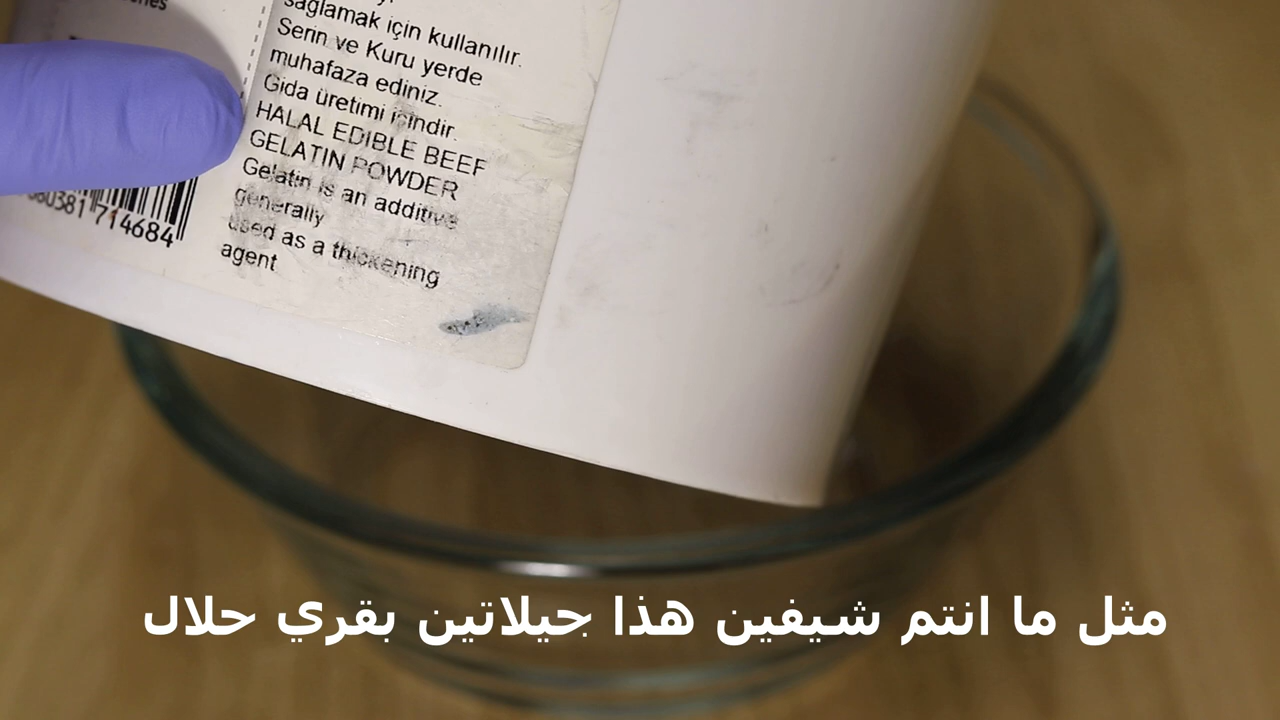 sağlamak için kullanılır.
Serin ve Kuru yerde
muhafaza ediniz.
Gida üretimi içindir.
HALAL EDIBLE BEEF
GELATIN POWDER
Gelatin is an additive
generally
used as a thickening
agent
714684
مثل ما انتم شيفين هذا جيلاتين بقري حلال